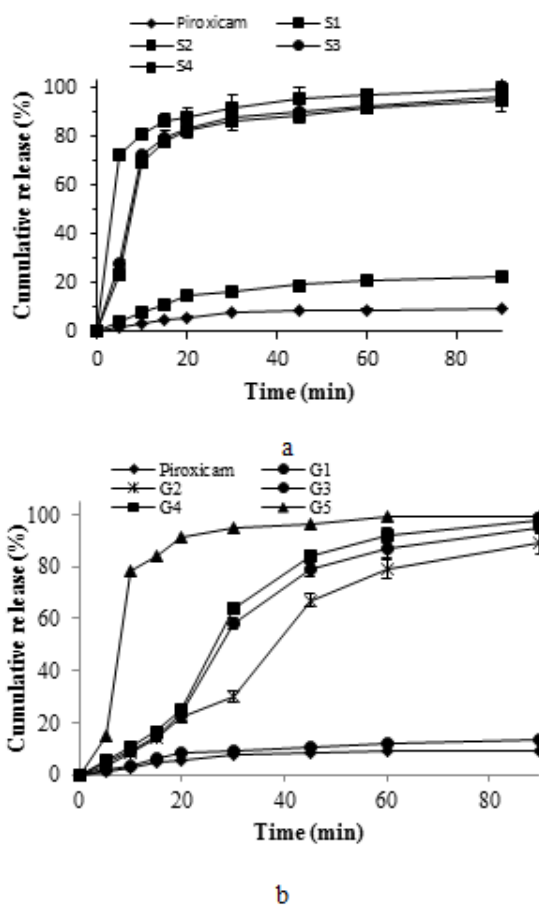 Piroxicam S1
S2 S3
S4
100
80
60
40
20
0
0 20 40 60 80
Cumulative release (%)
Time (min)
a
Piroxicam G1
G2 G3
G4 G5
100
80
60
40
20
0
0 20 40 60 80
Cumulative release (%)
Time (min)
b